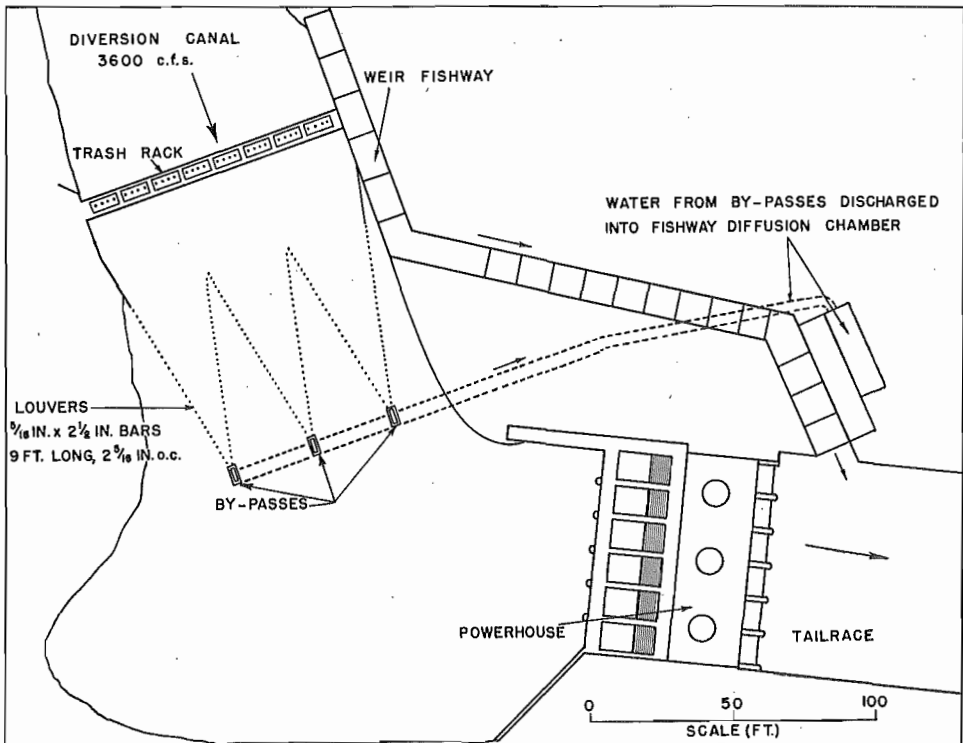 DIVERSION CANAL
3600 c.f.s.
WEIR FISHWAY
TRASH RACK
WATER FROM BY-PASSES DISCHARGED
INTO FISHWAY DIFFUSION CHAMBER
LOUVERS
5/16 IN. x 2 1/2 IN. BARS
9 FT. LONG, 2 5/16 IN. o.c.
BY-PASSES
POWERHOUSE
TAILRACE
0 50 100
SCALE (FT.)